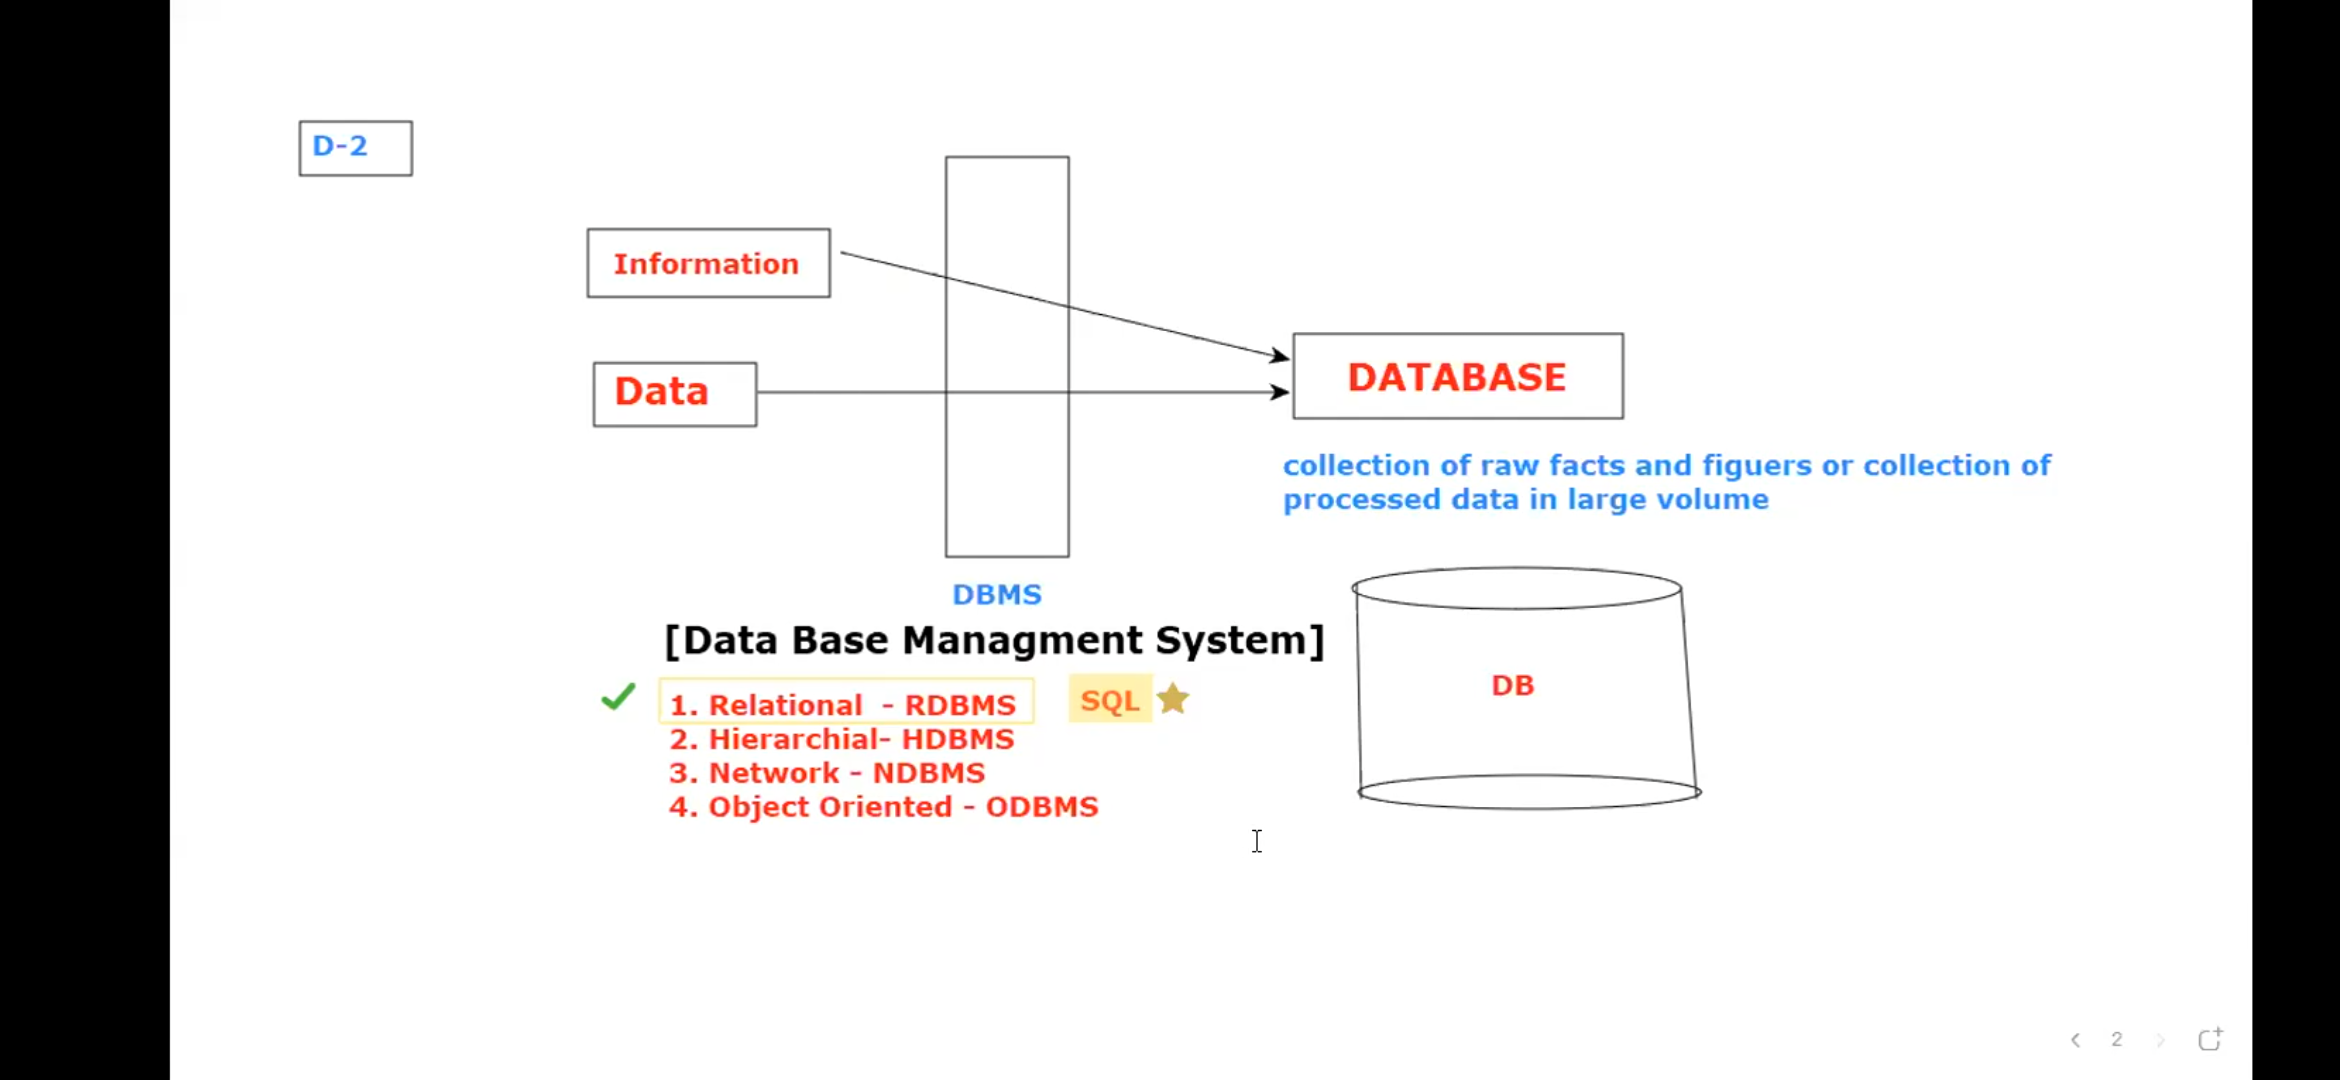 D-2
Information
Data
DATABASE
collection of raw facts and figuers or collection of
processed data in large volume
DBMS
[Data Base Managment System]
1. Relational - RDBMS
SQL
2. Hierarchial- HDBMS
3. Network - NDBMS
4. Object Oriented - ODBMS
DB
2